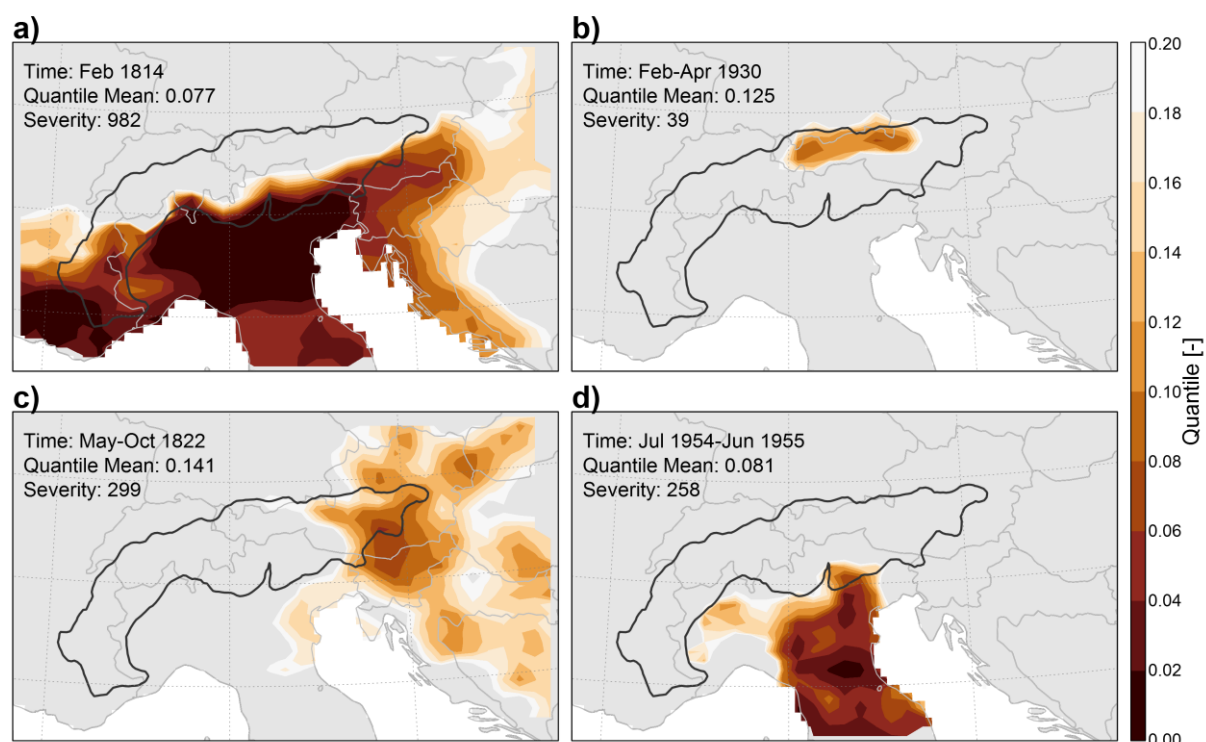 a)
Time: Feb 1814
Quantile Mean: 0.077
Severity: 982
b)
Time: Feb-Apr 1930
Quantile Mean: 0.125
Severity: 39
c)
Time: May-Oct 1822
Quantile Mean: 0.141
Severity: 299
d)
Time: Jul 1954-Jun 1955
Quantile Mean: 0.081
Severity: 258
0.20
0.18
0.16
0.14
0.12
0.10
0.08
0.06
0.04
0.02
0.00
Quantile [-]